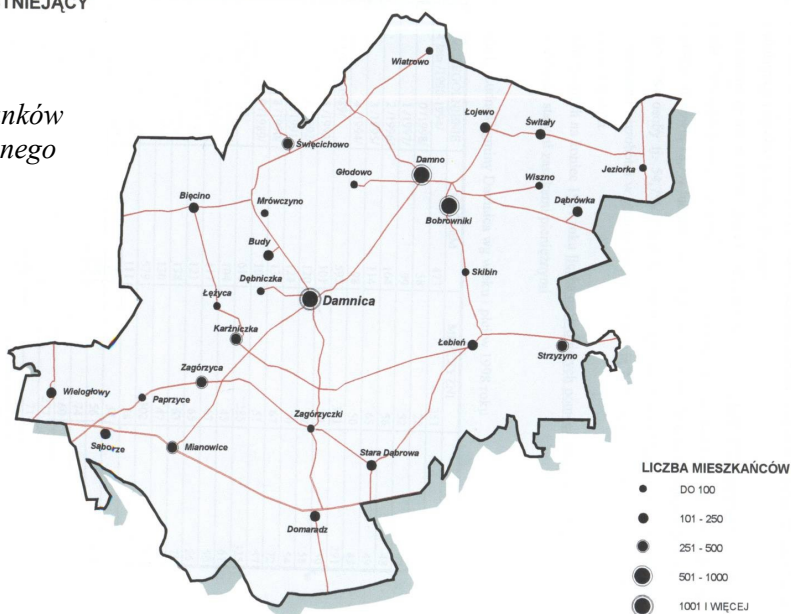 TNIEJĄCY
nków
nego
Wiatrowo
Łojewo
Świtały
Święcichowo
Damno
Głodowo
Jeziorka
Wiszno
Bięcino
Mrówczyno
Dąbrówka
Bobrowniki
Budy
Skibin
Dębniczka
Łężyca
Damnica
Karżniczka
Łebień
Strzyżyno
Zagórzyca
Wielogłowy
Paprzyce
Zagórzyczki
Sąborze
Mianowice
Stara Dąbrowa
Domaradz
LICZBA MIESZKAŃCÓW
DO 100
101 - 250
251 - 500
501 - 1000
1001 I WIĘCEJ